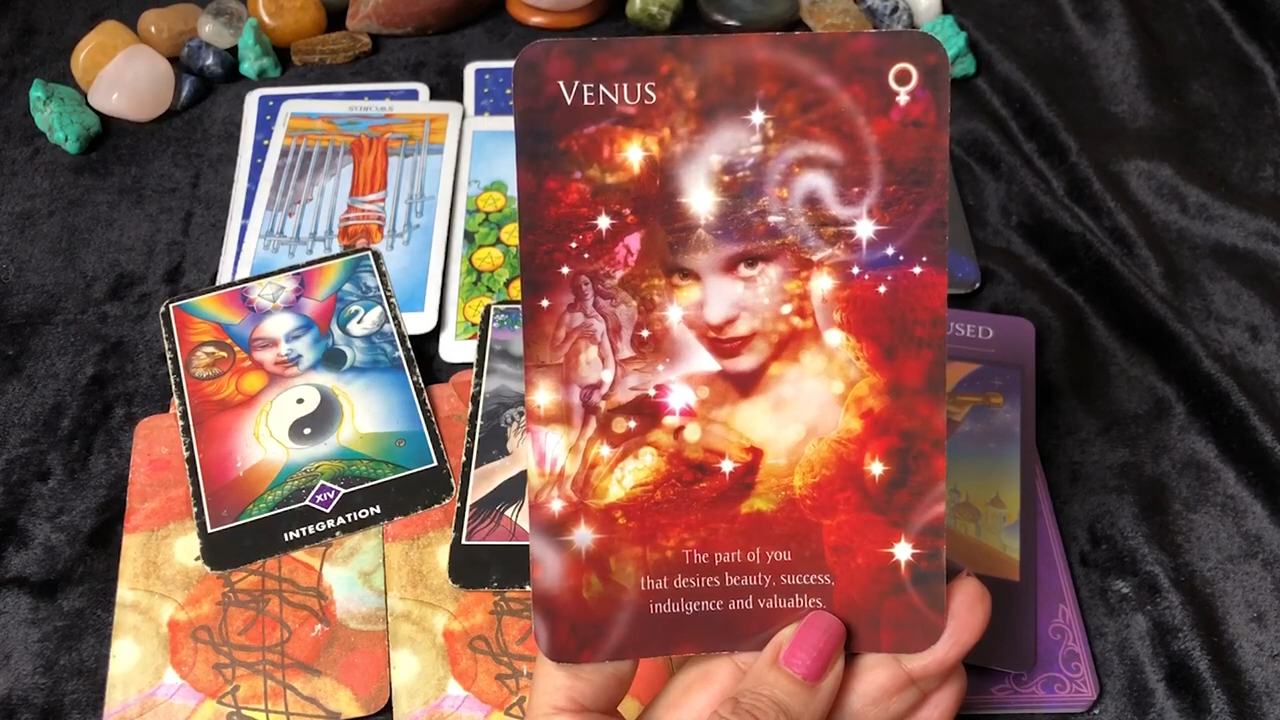 VENUS
The part of you
that desires beauty, success,
indulgence and valuables.
XIV
INTEGRATION
USED